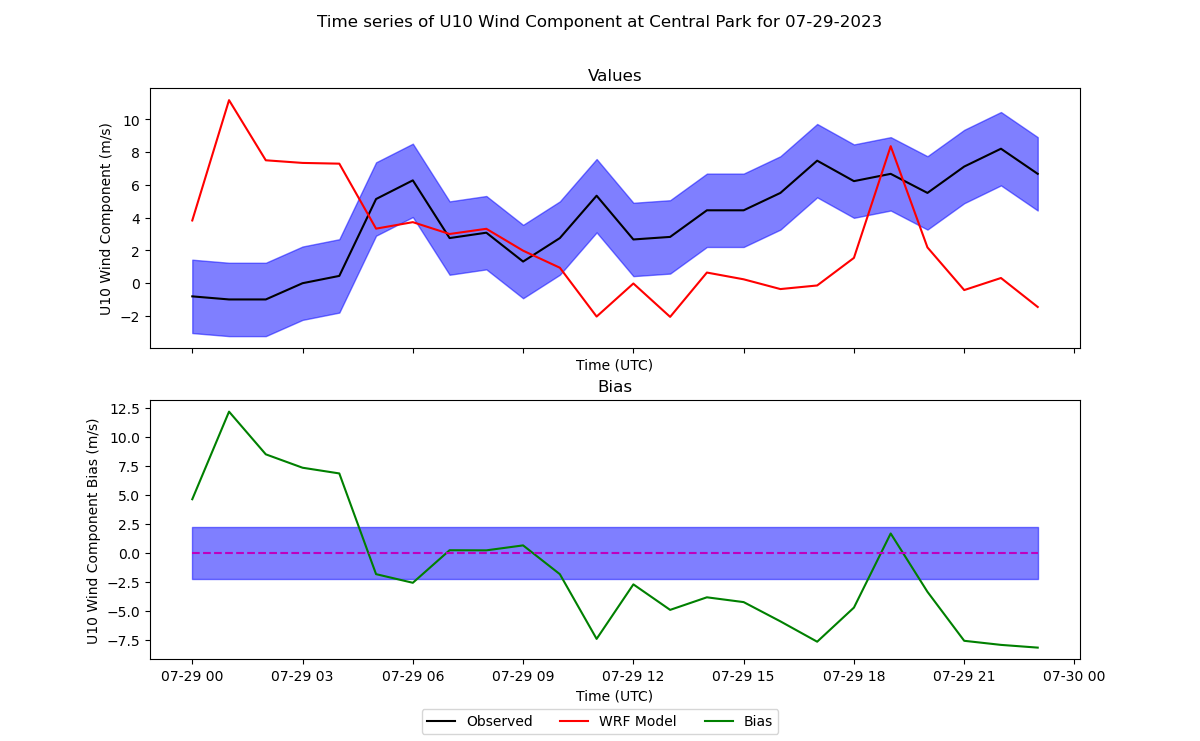 Time series of U10 Wind Component at Central Park for 07-29-2023
Values
U10 Wind Component (m/s)
10
8
6
4
2
0
−2
Time (UTC)
Bias
U10 Wind Component Bias (m/s)
12.5
10.0
7.5
5.0
2.5
0.0
−2.5
−5.0
−7.5
07-29 00 07-29 03 07-29 06 07-29 09 07-29 12 07-29 15 07-29 18 07-29 21 07-30 00
Time (UTC)
Observed WRF Model Bias